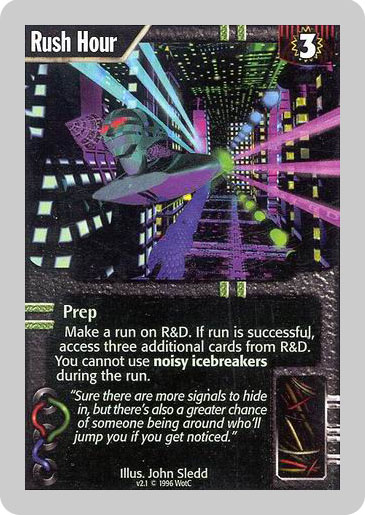 Rush Hour
3
Prep
Make a run on R&D. If run is successful,
access three additional cards from R&D.
You cannot use noisy icebreakers
during the run.
"Sure there are more signals to hide
in, but there's also a greater chance
of someone being around who'll
jump you if you get noticed."
Illus. John Sledd
v2.1 © 1996 WotC